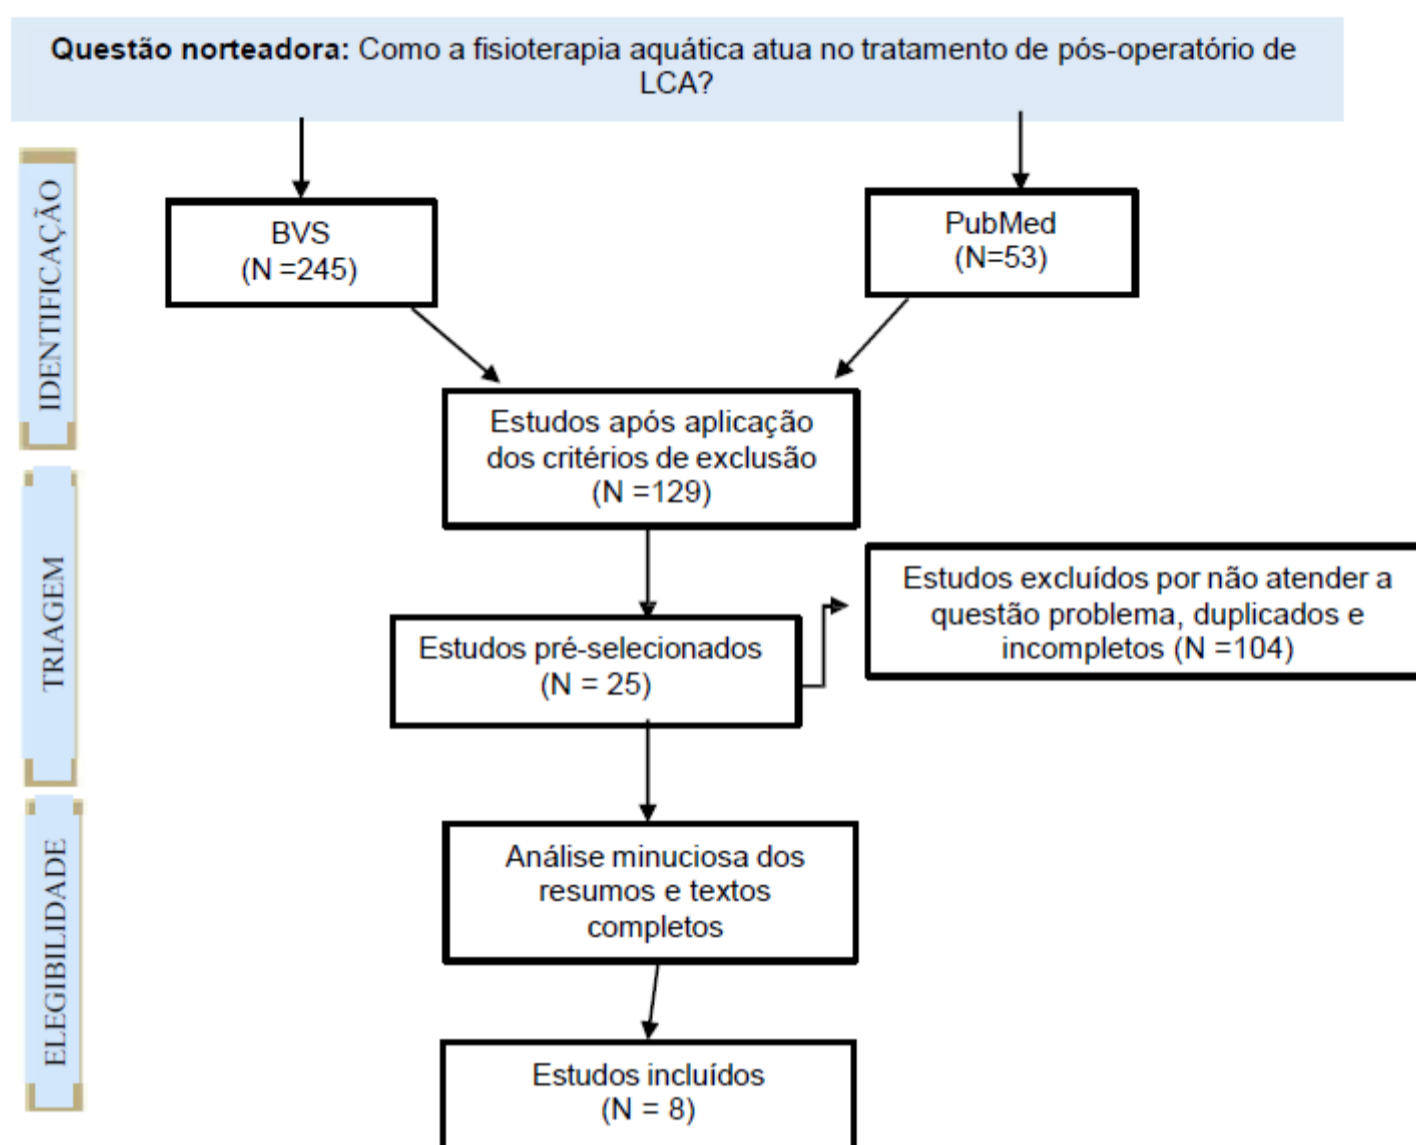 Questão norteadora: Como a fisioterapia aquática atua no tratamento de pós-operatório de
LCA?
IDENTIFICAÇÃO
BVS
(N =245)
PubMed
(N=53)
Estudos após aplicação
dos critérios de exclusão
(N =129)
TRIAGEM
Estudos pré-selecionados
(N = 25)
Estudos excluídos por não atender a
questão problema, duplicados e
incompletos (N =104)
ELEGIBILIDADE
Análise minuciosa dos
resumos e textos
completos
Estudos incluídos
(N = 8)